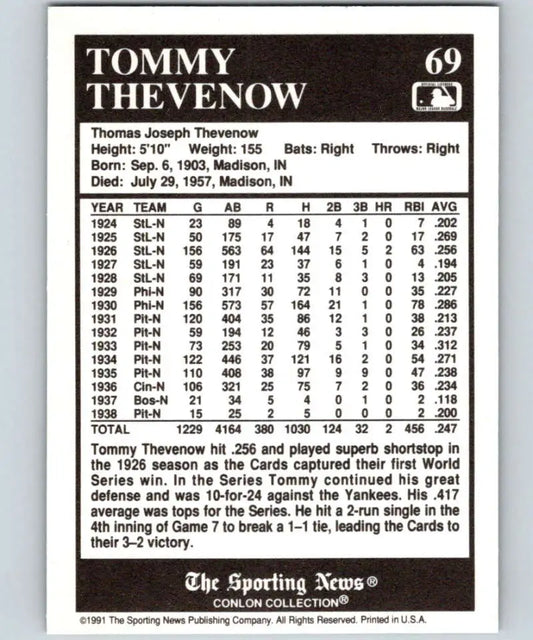 TOMMY
THEVENOW
69
Thomas Joseph Thevenow
Height: 5'10" Weight: 155 Bats: Right Throws: Right
Born: Sep. 6, 1903, Madison, IN
Died: July 29, 1957, Madison, IN
YEAR TEAM G AB R H 2B 3B HR RBI AVG
1924 StL-N 23 89 4 18 4 1 0 7 .202
1925 StL-N 50 175 17 47 7 2 0 17 .269
1926 StL-N 156 563 64 144 15 5 2 63 .256
1927 StL-N 59 191 23 37 6 1 0 4 .194
1928 StL-N 69 171 11 35 8 3 0 13 .205
1929 Phi-N 90 317 30 72 11 0 0 35 .227
1930 Phi-N 156 573 57 164 21 1 0 78 .286
1931 Pit-N 120 404 35 86 12 1 0 38 .213
1932 Pit-N 59 194 12 46 3 3 0 26 .237
1933 Pit-N 73 253 20 79 5 1 0 34 .312
1934 Pit-N 122 446 37 121 16 2 0 54 .271
1935 Pit-N 110 408 38 97 9 9 0 47 .238
1936 Cin-N 106 321 25 75 7 2 0 36 .234
1937 Bos-N 21 34 5 4 0 1 0 2 .118
1938 Pit-N 15 25 2 5 0 0 0 2 .200
TOTAL 1229 4164 380 1030 124 32 2 456 .247
Tommy Thevenow hit .256 and played superb shortstop in
the 1926 season as the Cards captured their first World
Series win. In the Series Tommy continued his great
defense and was 10-for-24 against the Yankees. His .417
average was tops for the Series. He hit a 2-run single in the
4th inning of Game 7 to break a 1–1 tie, leading the Cards to
their 3–2 victory.
The Sporting News®
CONLON COLLECTION®
©1991 The Sporting News Publishing Company. All Rights Reserved. Printed in U.S.A.